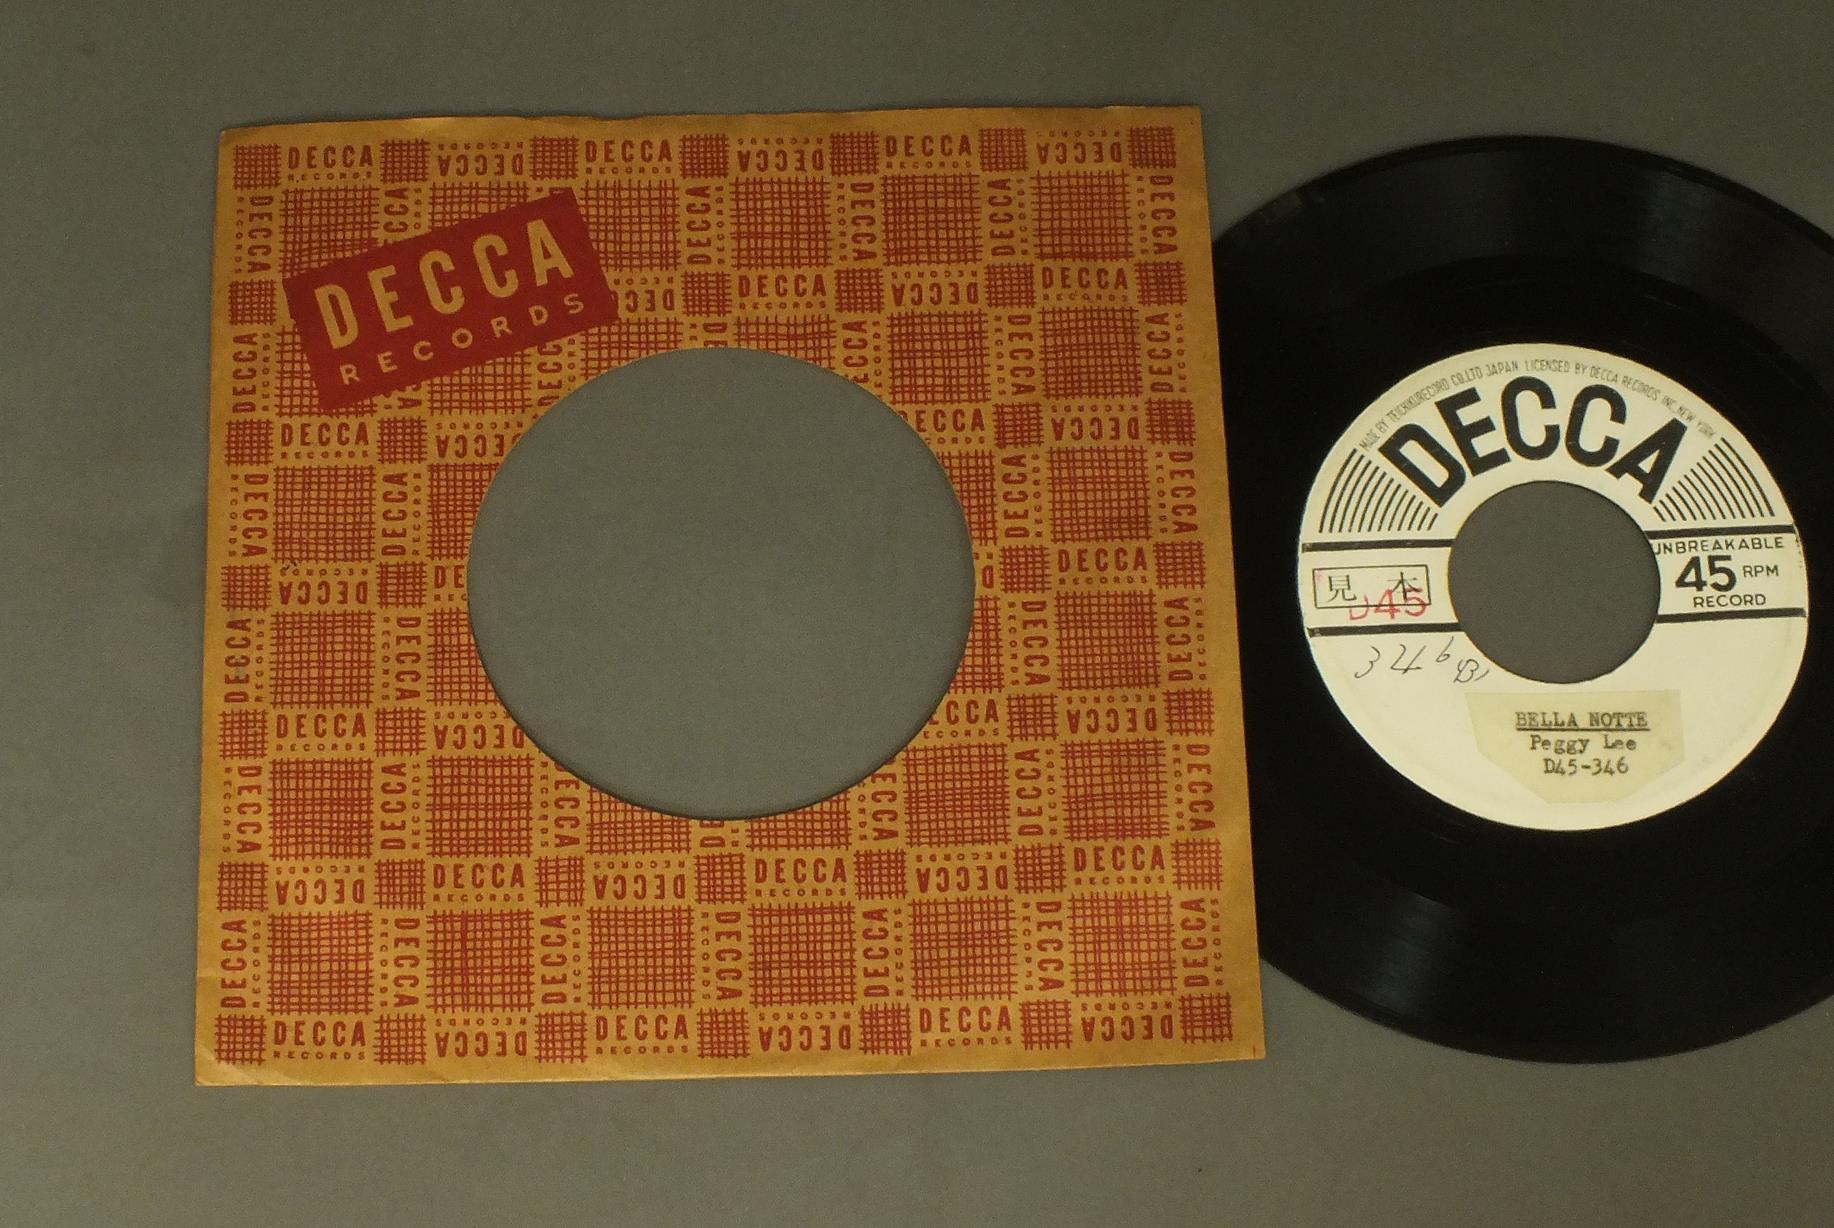 DECCA
RECORDS
MADE BY TEICHIKU RECORD CO.LTD JAPAN LICENSED BY DECCA RECORDS INC, NEW YORK
DECCA
見本
D45
346 B1
UNBREAKABLE
45 RPM
RECORD
BELLA NOTTE
Peggy Lee
D45-346